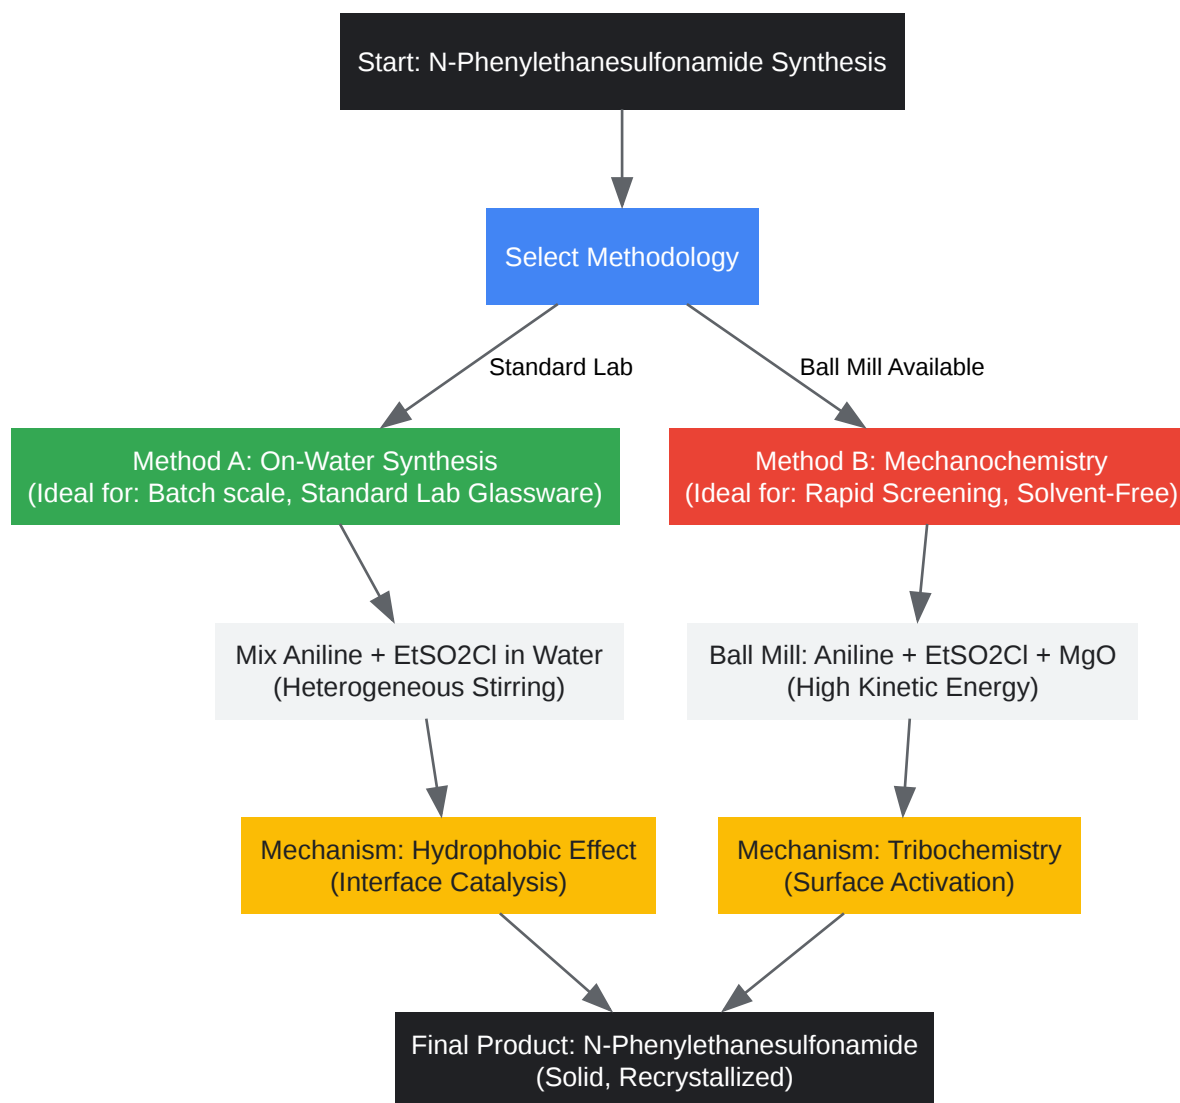 Start: N-Phenylethanesulfonamide Synthesis
Select Methodology
Standard Lab
Ball Mill Available
Method A: On-Water Synthesis
(Ideal for: Batch scale, Standard Lab Glassware)
Method B: Mechanochemistry
(Ideal for: Rapid Screening, Solvent-Free)
Mix Aniline + EtSO2Cl in Water
(Heterogeneous Stirring)
Ball Mill: Aniline + EtSO2Cl + MgO
(High Kinetic Energy)
Mechanism: Hydrophobic Effect
(Interface Catalysis)
Mechanism: Tribochemistry
(Surface Activation)
Final Product: N-Phenylethanesulfonamide
(Solid, Recrystallized)